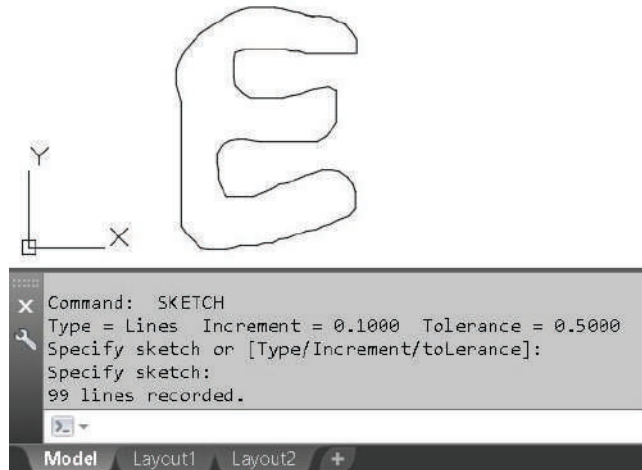 E
Y
X
Command: SKETCH
Type = Lines Increment = 0.1000 Tolerance = 0.5000
Specify sketch or [Type/Increment/toLerance]:
Specify sketch:
99 lines recorded.
Model Layout1 Layout2 +